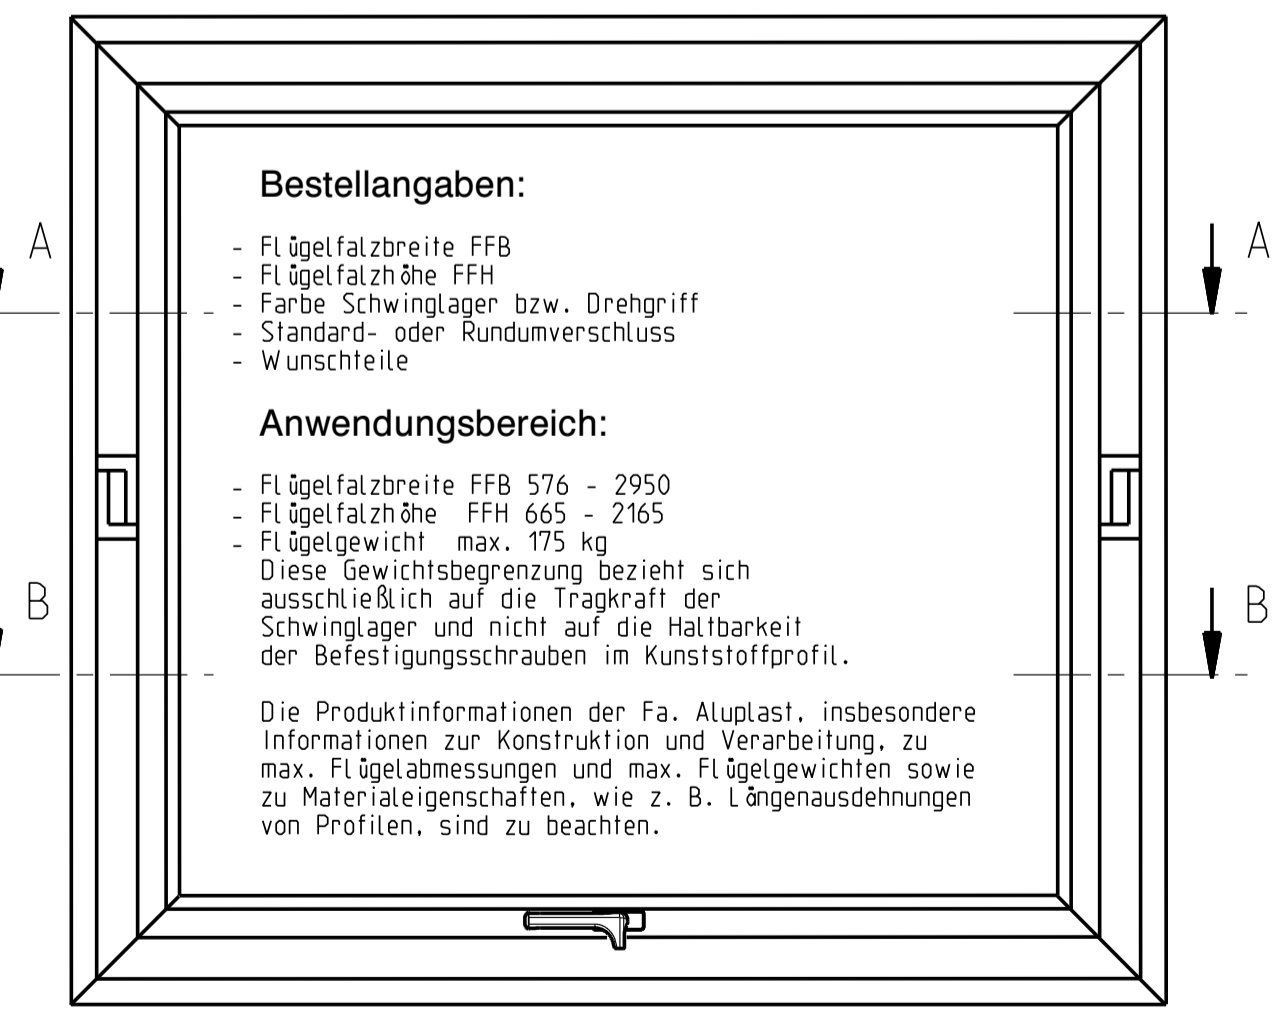 Bestellangaben:
A
A
- Flügelfalzbreite FFB
- Flügelfalzhöhe FFH
- Farbe Schwinglager bzw. Drehgriff
- Standard- oder Rundumverschluss
- Wunschteile
Anwendungsbereich:
- Flügelfalzbreite FFB 576 - 2950
- Flügelfalzhöhe FFH 665 - 2165
- Flügelgewicht max. 175 kg
Diese Gewichtsbegrenzung bezieht sich
ausschließlich auf die Tragkraft der
B
B
Schwinglager und nicht auf die Haltbarkeit
der Befestigungsschrauben im Kunststoffprofil.
Die Produktinformationen der Fa. Aluplast, insbesondere
Informationen zur Konstruktion und Verarbeitung, zu
max. Flügelabmessungen und max. Flügelgewichten sowie
zu Materialeigenschaften, wie z. B. Längenausdehnungen
von Profilen, sind zu beachten.